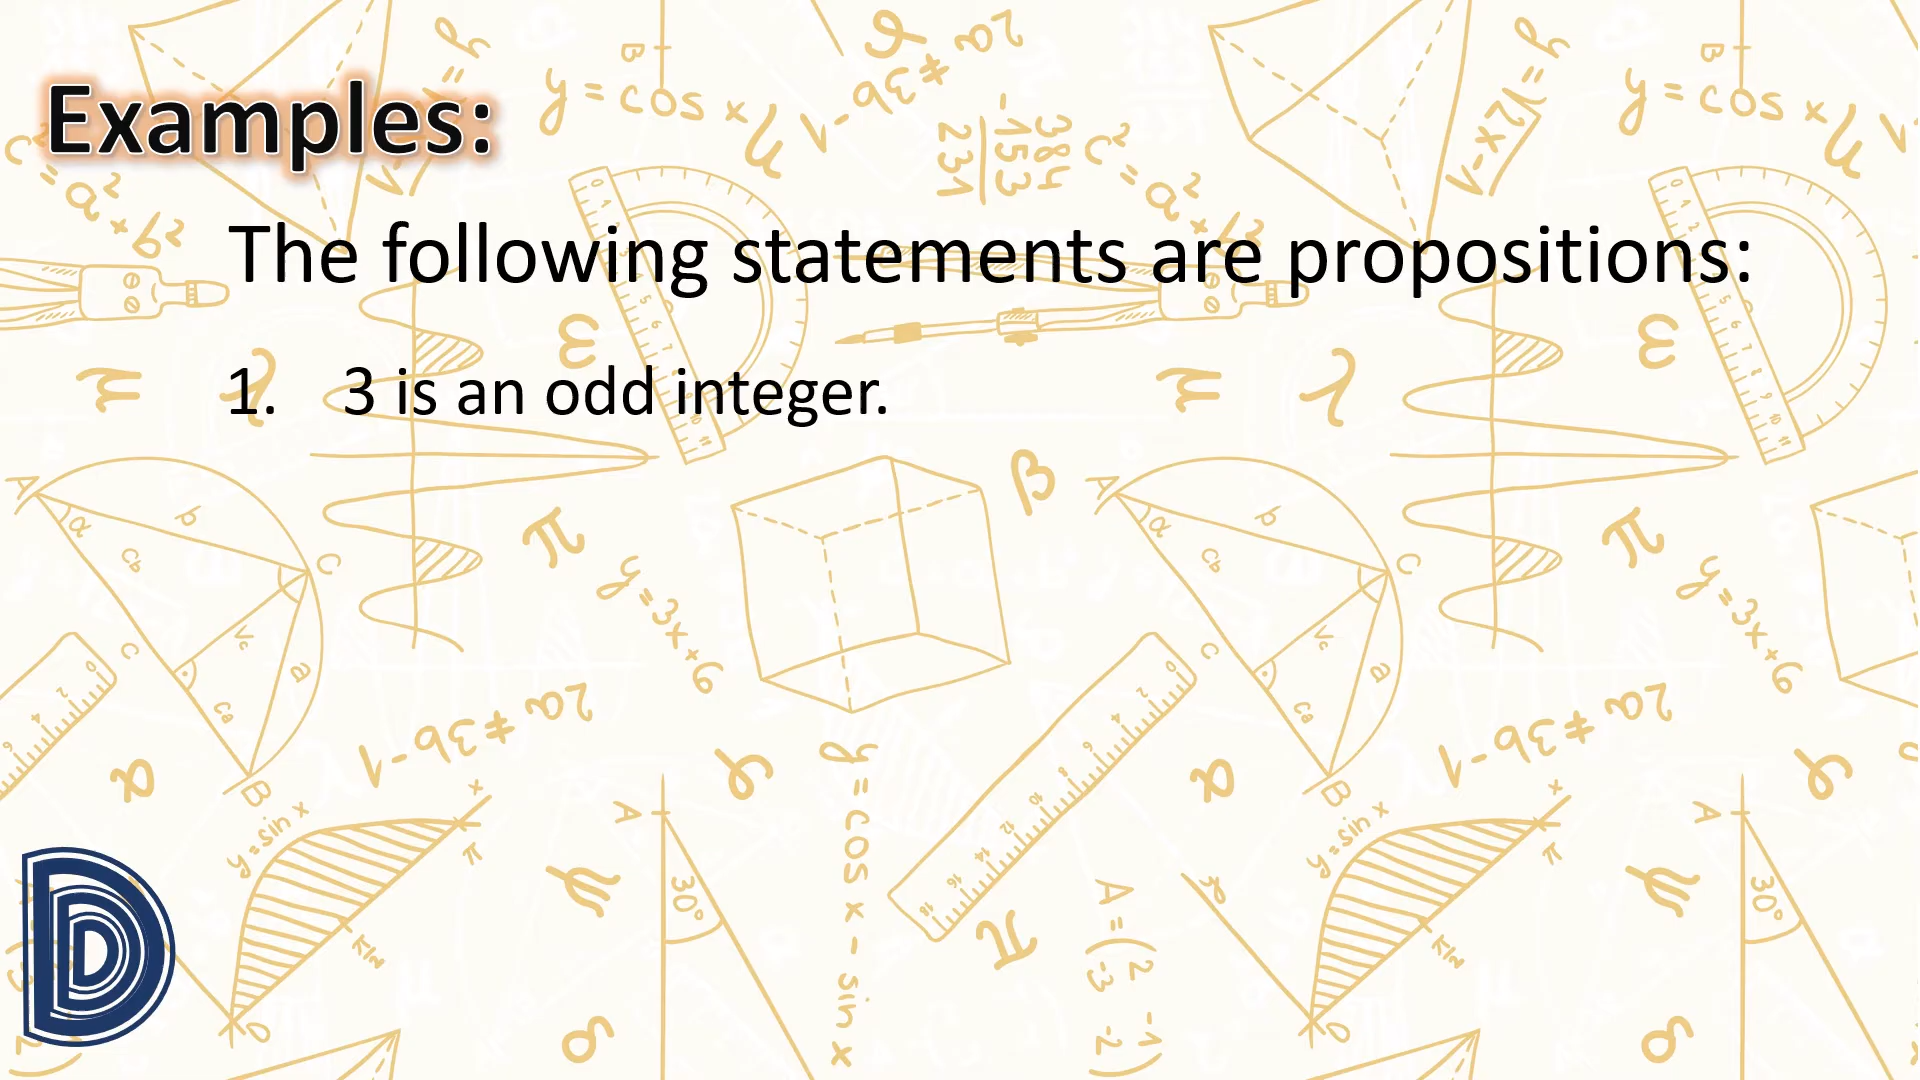 Examples:
The following statements are propositions:
1. 3 is an odd integer.